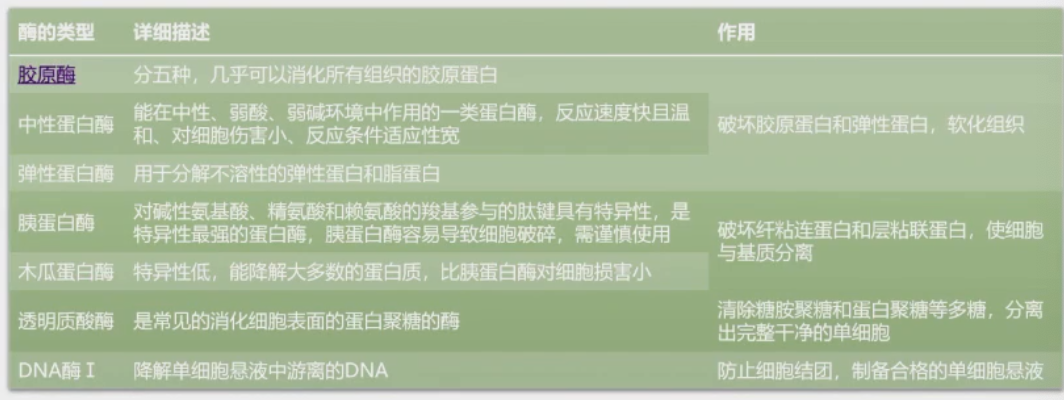 酶的类型 详细描述 作用
胶原酶 分五种，几乎可以消化所有组织的胶原蛋白
中性蛋白酶 能在中性、弱酸、弱碱环境中作用的一类蛋白酶，反应速度快且温
和、对细胞伤害小、反应条件适应性宽
破坏胶原蛋白和弹性蛋白，软化组织
弹性蛋白酶 用于分解不溶性的弹性蛋白和脂蛋白
胰蛋白酶 对碱性氨基酸、精氨酸和赖氨酸的羧基参与的肽键具有特异性，是
特异性最强的蛋白酶，胰蛋白酶容易导致细胞破碎，需谨慎使用
木瓜蛋白酶 特异性低，能降解大多数的蛋白质，比胰蛋白酶对细胞损害小
破坏纤粘连蛋白和层粘联蛋白，使细胞
与基质分离
透明质酸酶 是常见的消化细胞表面的蛋白聚糖的酶
清除糖胺聚糖和蛋白聚糖等多糖，分离
出完整干净的单细胞
DNA酶Ⅰ 降解单细胞悬液中游离的DNA 防止细胞结团，制备合格的单细胞悬液